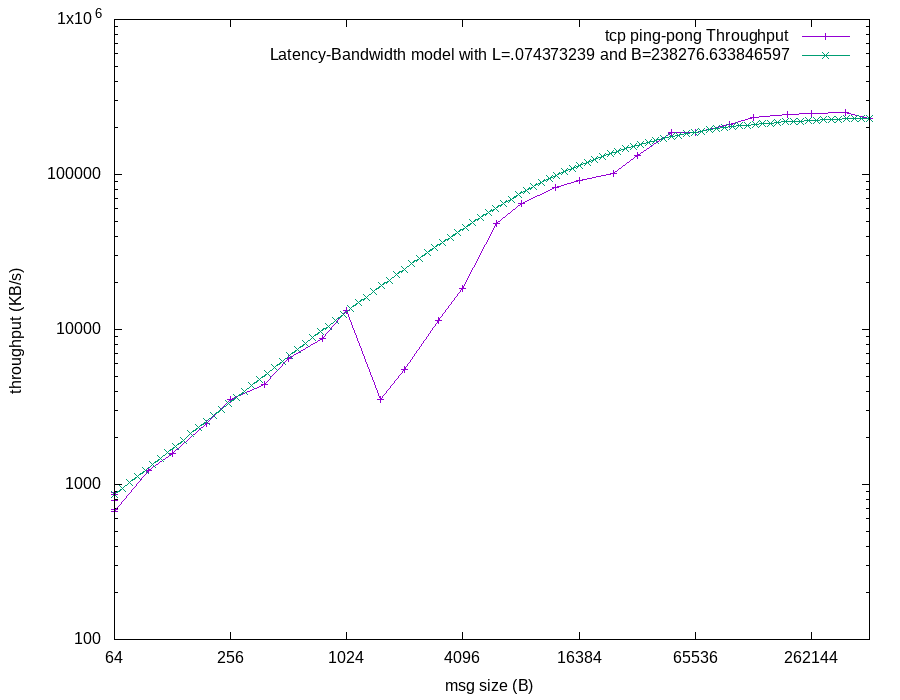 1x10^6
tcp ping-pong Throughput
Latency-Bandwidth model with L=.074373239 and B=238276.633846597
100000
10000
1000
100
throughput (KB/s)
64 256 1024 4096 16384 65536 262144
msg size (B)